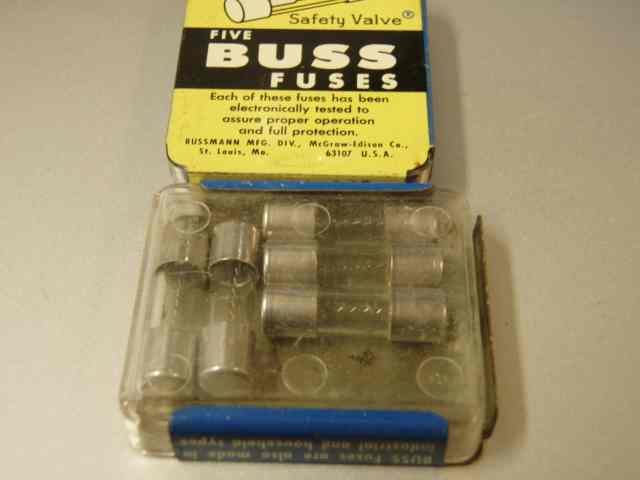 Safety Valve®
FIVE
BUSS
FUSES
Each of these fuses has been
electronically tested to
assure proper operation
and full protection.
BUSSMANN MFG. DIV., McGraw-Edison Co.,
St. Louis, Mo. 63107 U.S.A.
BUSS Fuses are also made in
industrial and household types